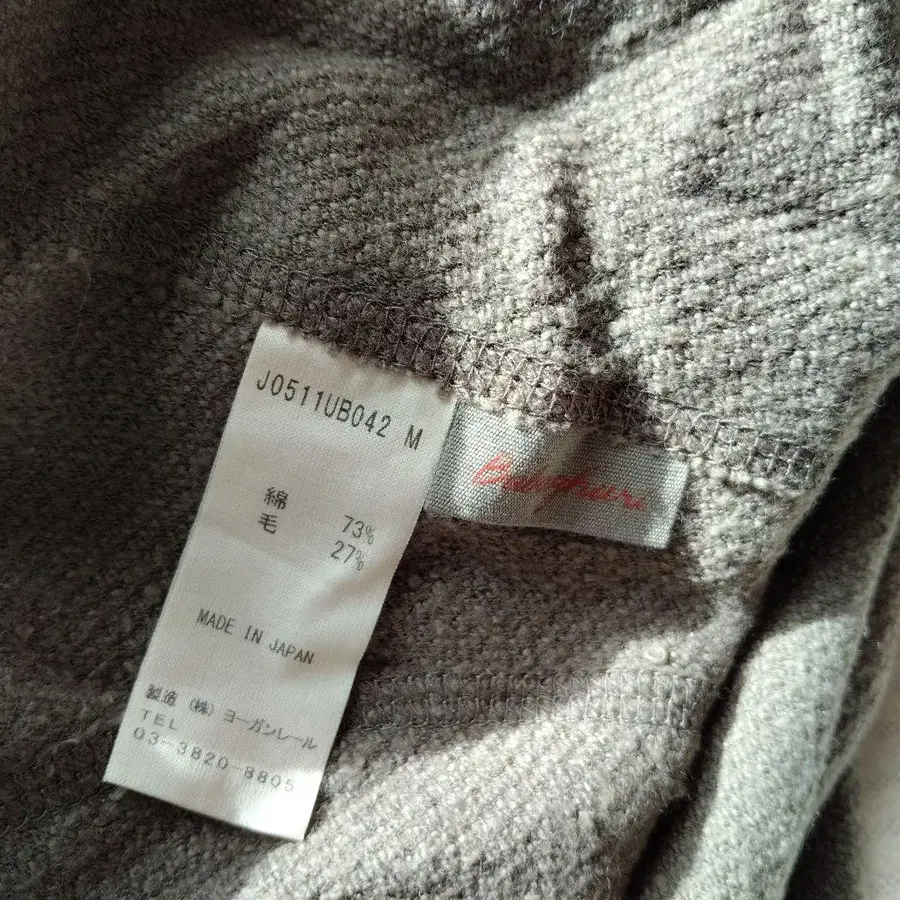 J0511UB042 M
綿 73%
毛 27%
MADE IN JAPAN
製造 (株) ヨーガンレール
TEL
03-3820-8805
Babaghuri